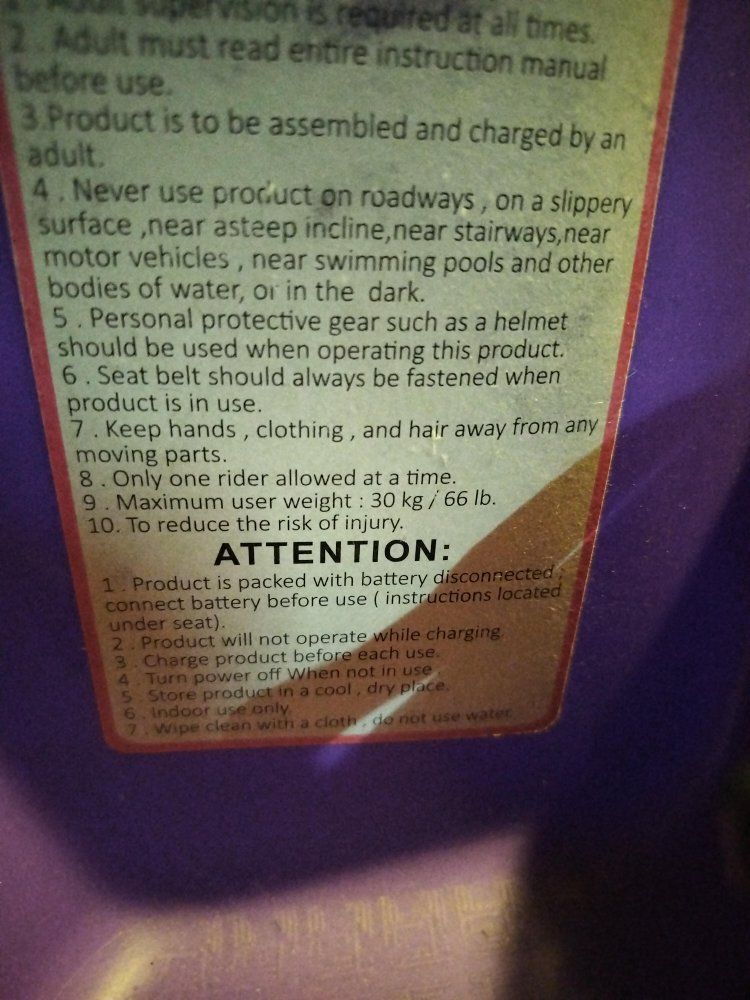 1 . Adult supervision is required at all times.
2 . Adult must read entire instruction manual
before use.
3.Product is to be assembled and charged by an
adult.
4 . Never use product on roadways , on a slippery
surface ,near asteep incline,near stairways,near
motor vehicles , near swimming pools and other
bodies of water, or in the dark.
5 . Personal protective gear such as a helmet
should be used when operating this product.
6 . Seat belt should always be fastened when
product is in use.
7 . Keep hands , clothing , and hair away from any
moving parts.
8 . Only one rider allowed at a time.
9 . Maximum user weight : 30 kg / 66 lb.
10. To reduce the risk of injury.
ATTENTION:
1 . Product is packed with battery disconnected ;
connect battery before use ( instructions located
under seat).
2 . Product will not operate while charging.
3 . Charge product before each use.
4 . Turn power off When not in use
5 . Store product in a cool , dry place.
6 . Indoor use only.
7 . Wipe clean with a cloth , do not use water.